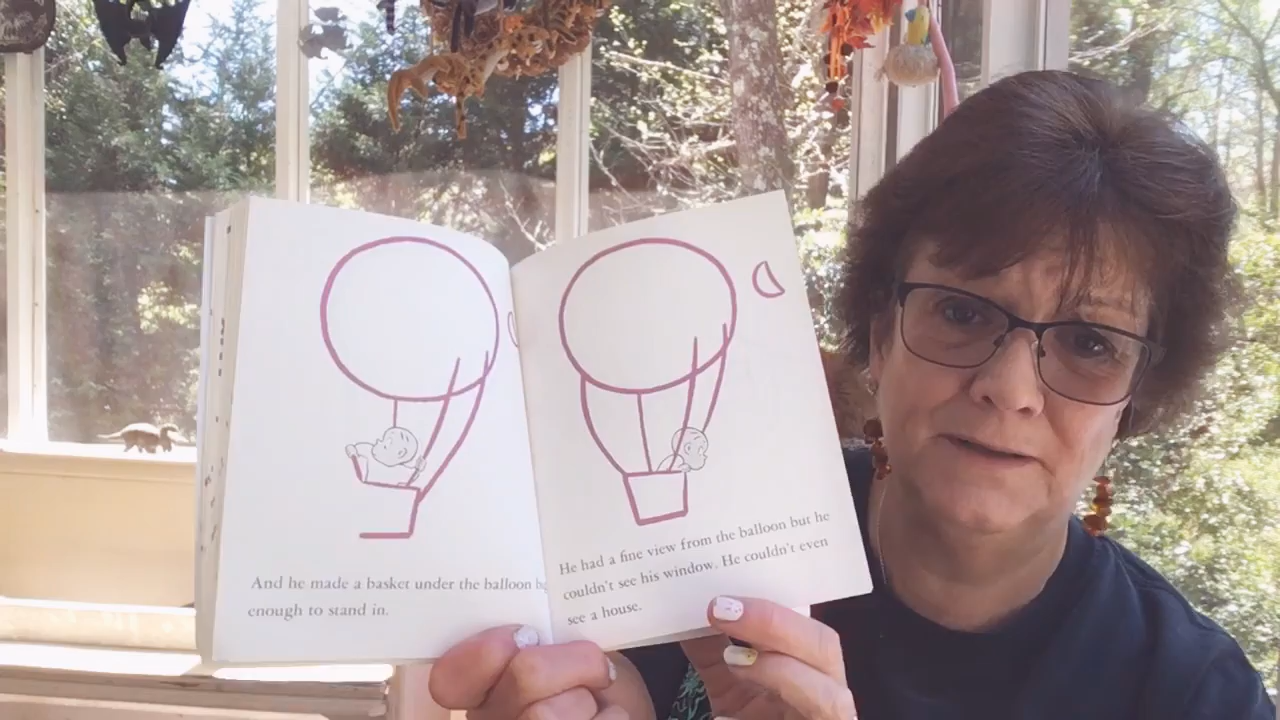 And he made a basket under the balloon
enough to stand in.
He had a fine view from the balloon but he
couldn't see his window. He couldn't even
see a house.